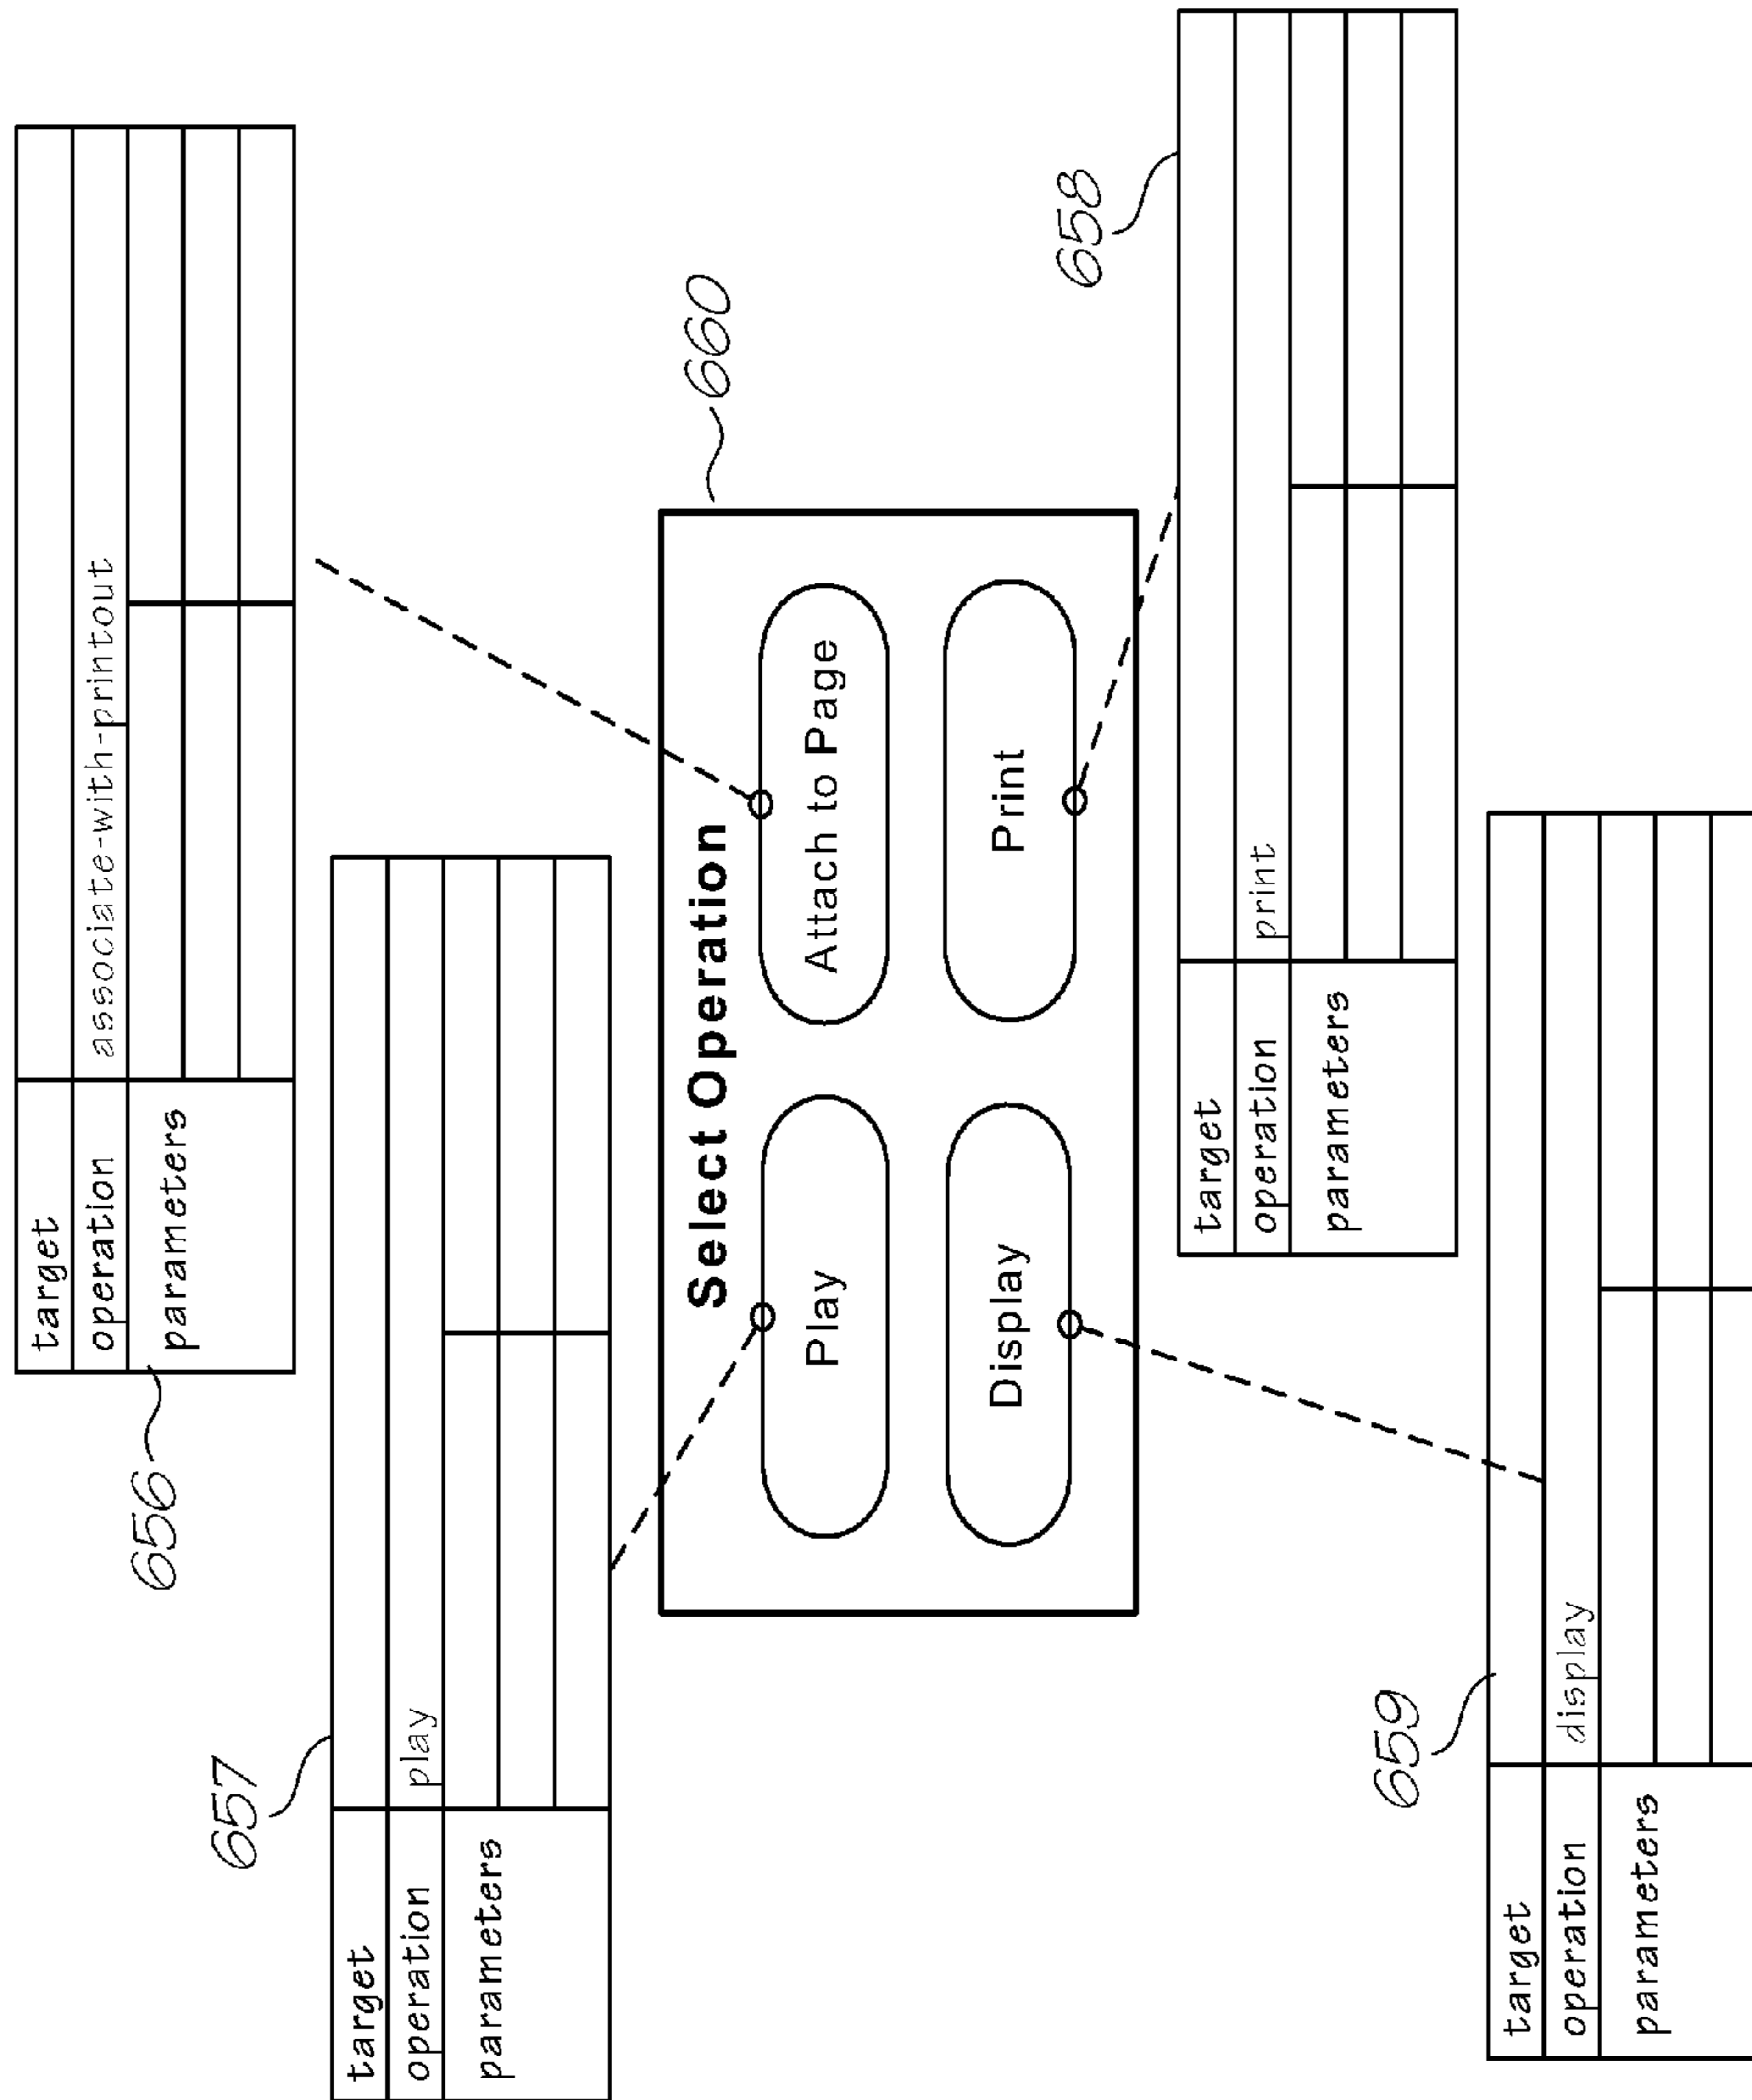 target
operation associate-with-printout
parameters
656
657
target
operation play
parameters
660
Select Operation
Play
Attach to Page
Display
Print
658
target
operation print
parameters
659
target
operation display
parameters